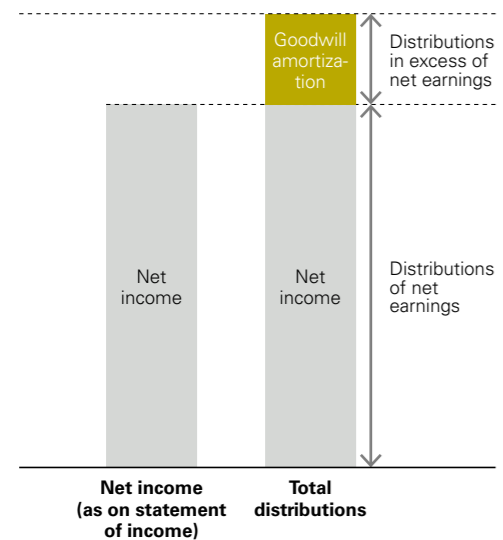 Goodwill
amortiza-
tion
Distributions
in excess of
net earnings
Net
income
Net
income
Distributions
of net
earnings
Net income
(as on statement
of income)
Total
distributions